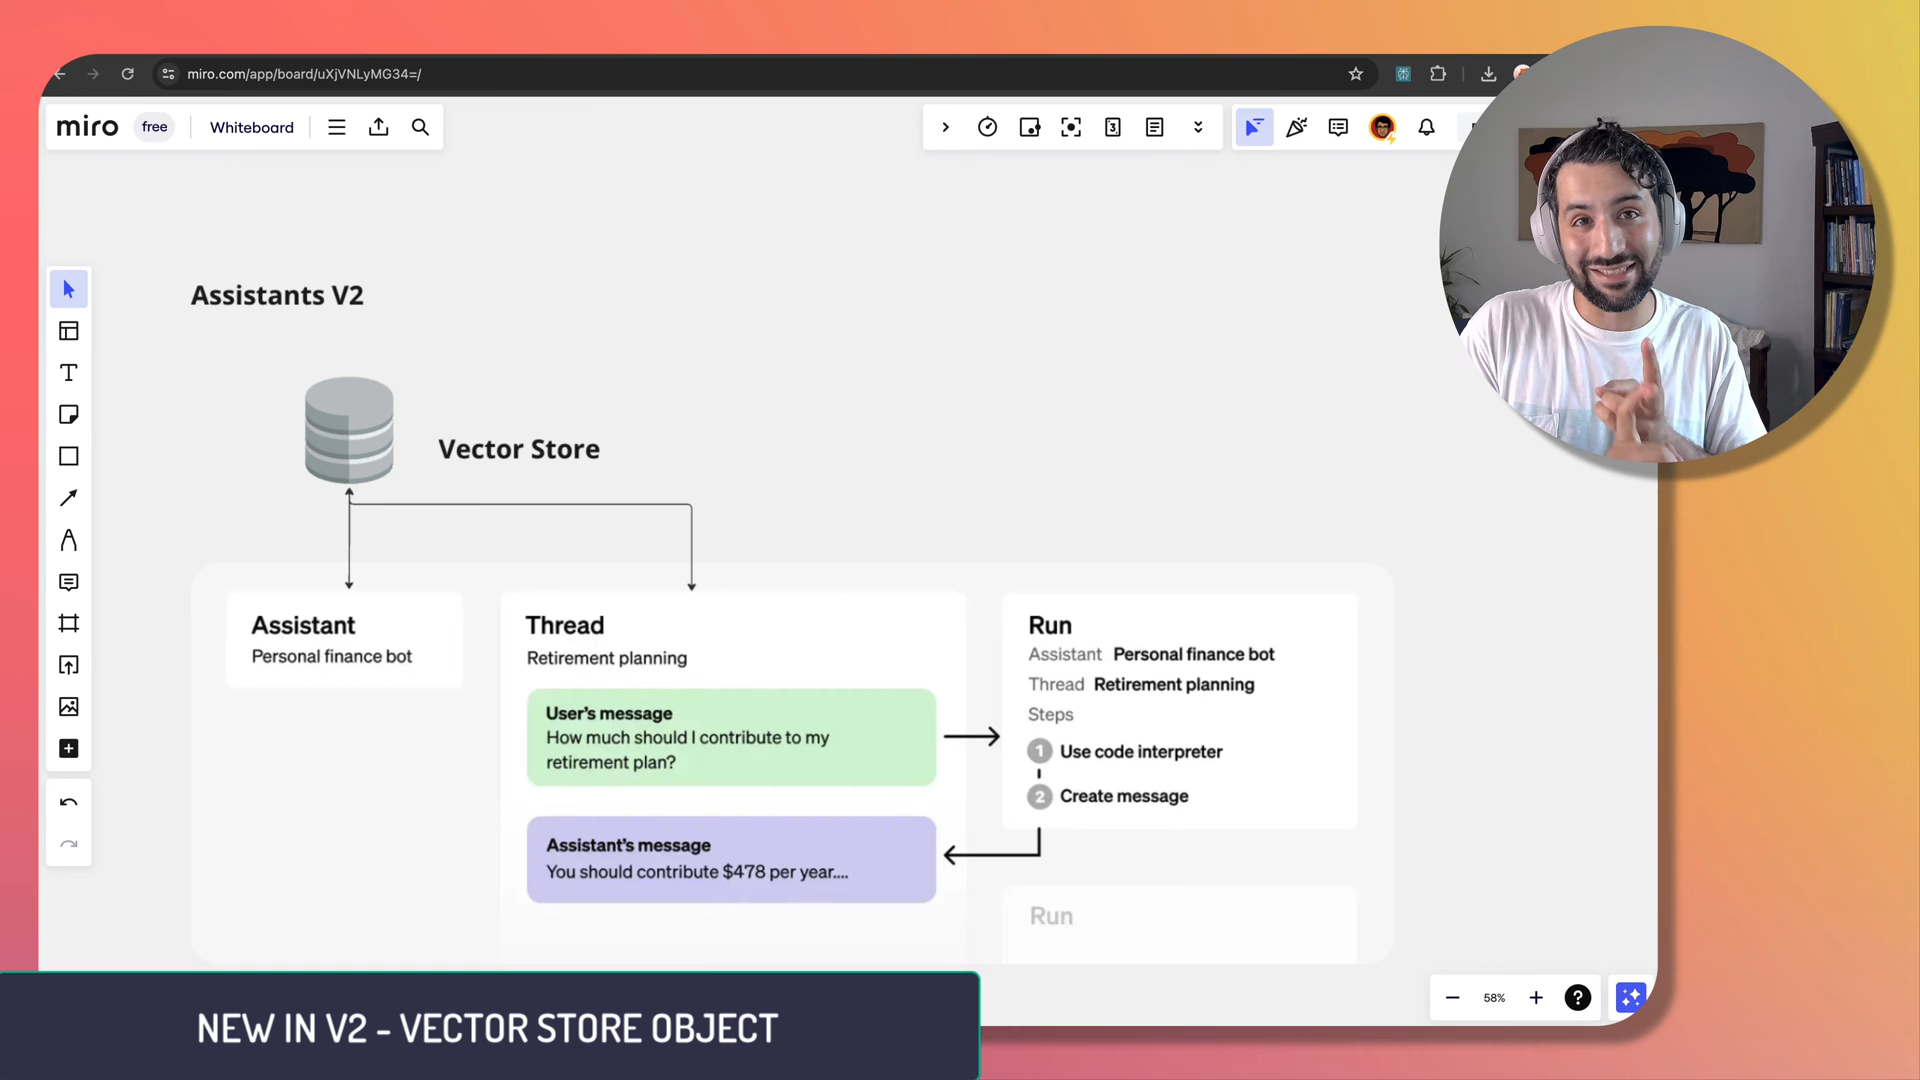 miro.com/app/board/uXjVNLyMG34=/
miro
free
Whiteboard
3
Assistants V2
Vector Store
Assistant
Personal finance bot
Thread
Retirement planning
User's message
How much should I contribute to my
retirement plan?
Assistant's message
You should contribute $478 per year....
Run
Assistant Personal finance bot
Thread Retirement planning
Steps
1 Use code interpreter
2 Create message
Run
58%
?
NEW IN V2 - VECTOR STORE OBJECT